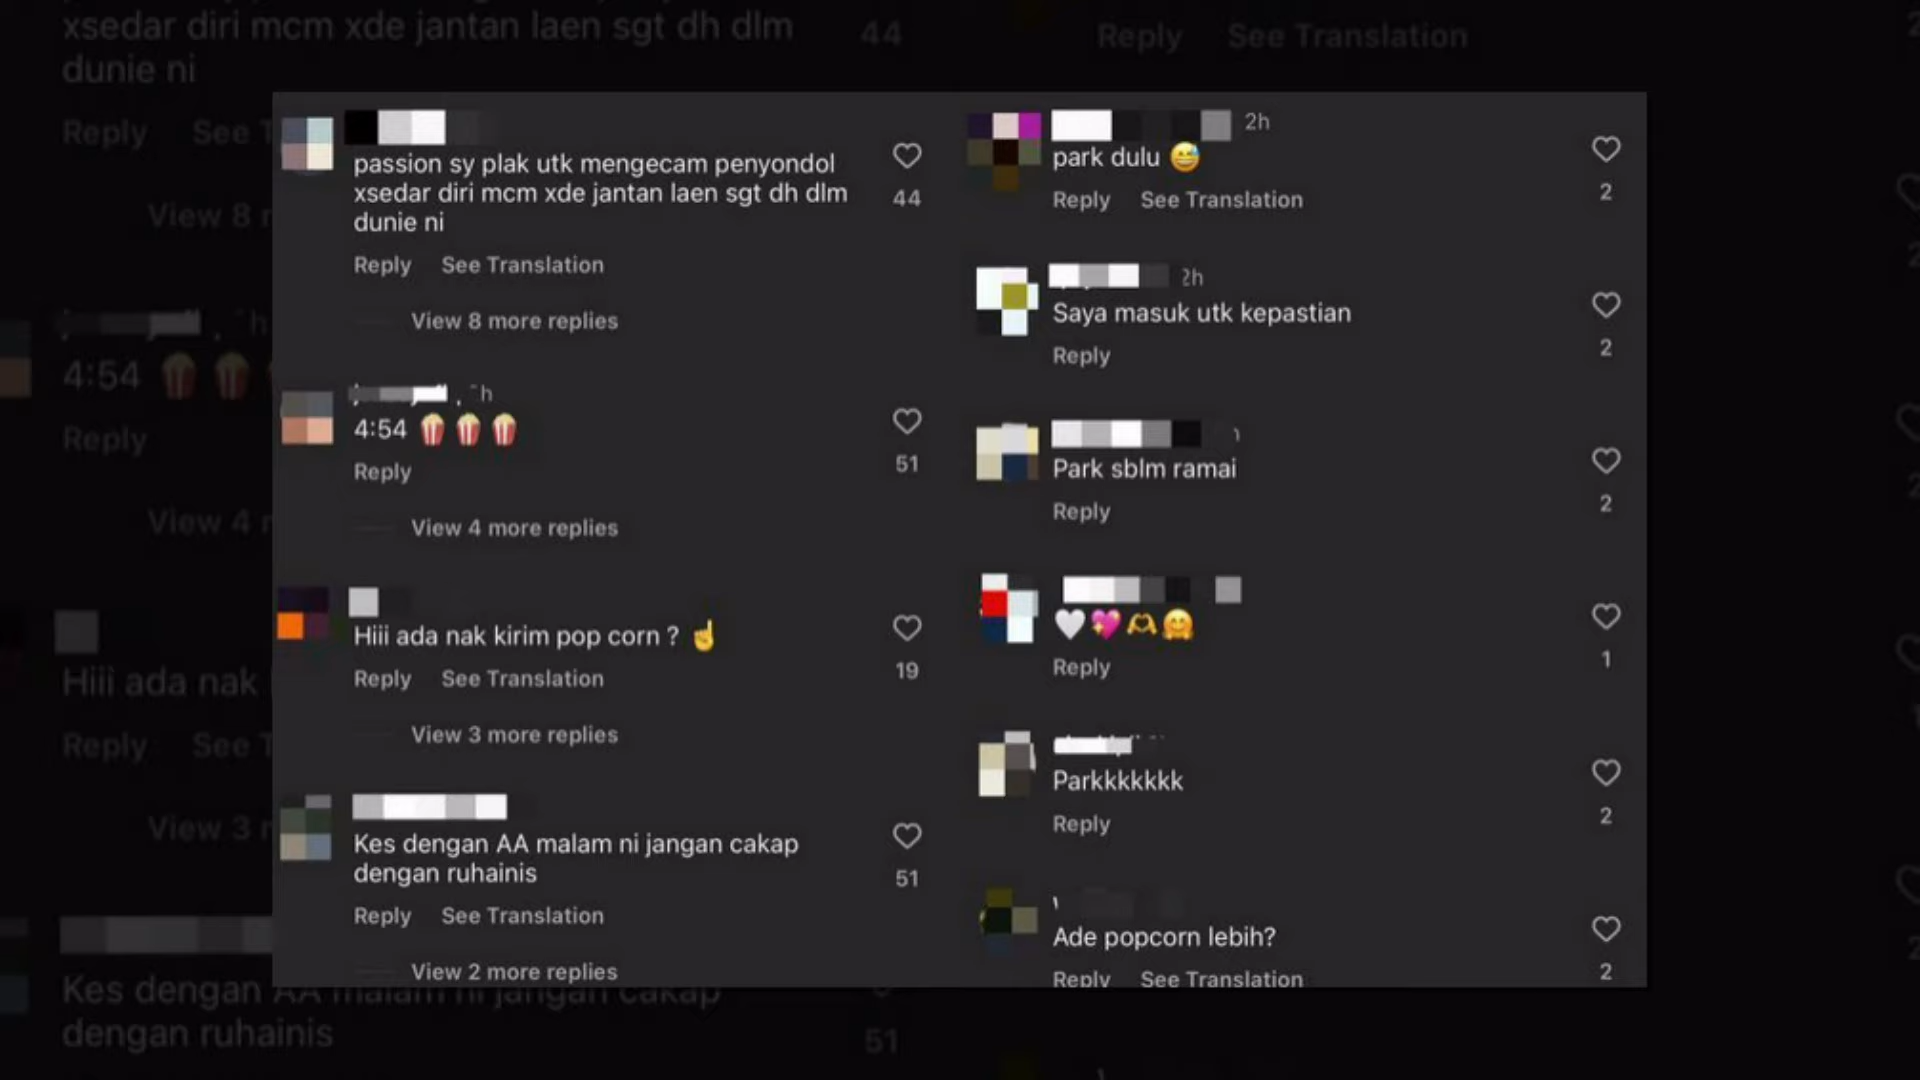 xsedar diri mcm xde jantan laen sgt dh dlm
dunie ni
44
Reply
See Translation
Reply
See T
View 8 r
4:54 🍿 🍿
Reply
View 4 r
Hiii ada nak
Reply
See T
View 3 r
Kes dengan AA malam ni jangan cakap
dengan ruhainis
51
passion sy plak utk mengecam penyondol
xsedar diri mcm xde jantan laen sgt dh dlm
dunie ni
44
Reply
See Translation
View 8 more replies
4:54 🍿 🍿 🍿
51
Reply
View 4 more replies
Hiii ada nak kirim pop corn ? ☝️
19
Reply
See Translation
View 3 more replies
Kes dengan AA malam ni jangan cakap
dengan ruhainis
51
Reply
See Translation
View 2 more replies
2h
park dulu 😅
2
Reply
See Translation
2h
Saya masuk utk kepastian
2
Reply
Park sblm ramai
2
Reply
🤍💖🫶🤗
1
Reply
Parkkkkkkk
2
Reply
Ade popcorn lebih?
2
Reply
See Translation